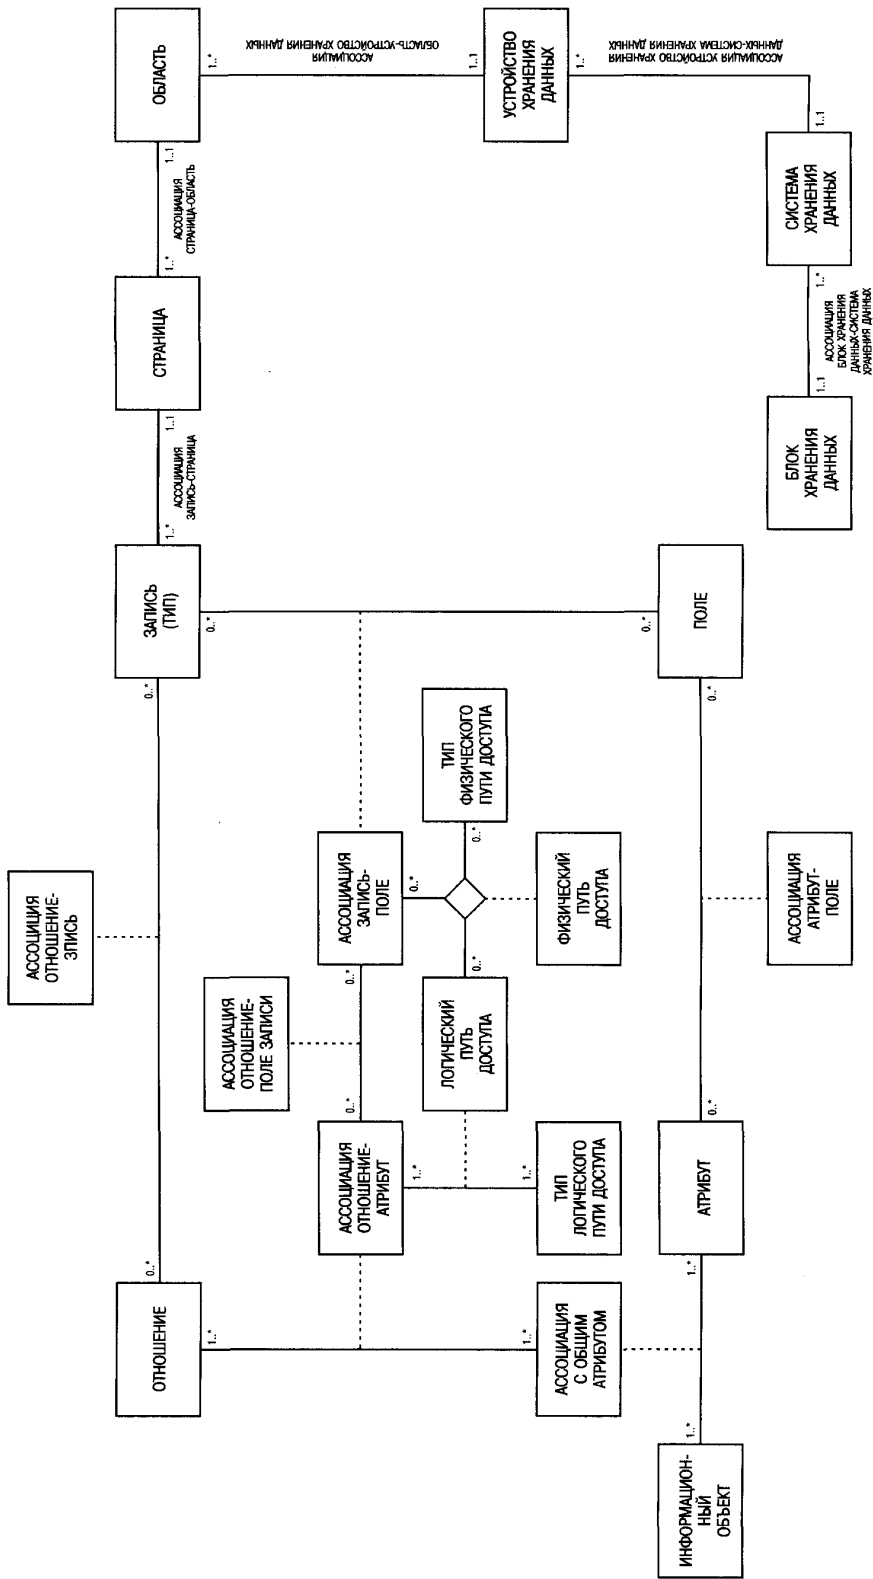 АССОЦИЦИЯ
ОТНОШЕНИЕ-
ЗПИСЬ
ОТНОШЕНИЕ
0..*
1..*
0..*
ЗАПИСЬ
(ТИП)
0..*
1..*
АССОЦИАЦИЯ
ЗАПИСЬ-СТРАНИЦА
1..1
СТРАНИЦА
1..*
АССОЦИАЦИЯ
СТРАНИЦА-ОБЛАСТЬ
1..1
ОБЛАСТЬ
1..*
АССОЦИАЦИЯ
ОБЛАСТЬ-УСТРОЙСТВО ХРАНЕНИЯ ДАННЫХ
1..1
АССОЦИАЦИЯ
ОТНОШЕНИЕ-
ПОЛЕ ЗАПИСИ
АССОЦИАЦИЯ
ОТНОШЕНИЕ-
АТРИБУТ
0..*
1..*
0..*
АССОЦИАЦИЯ
ЗАПИСЬ-
ПОЛЕ
0..*
ЛОГИЧЕСКИЙ
ПУТЬ
ДОСТУПА
0..*
0..*
ТИП
ФИЗИЧЕСКОГО
ПУТИ ДОСТУПА
УСТРОЙСТВО
ХРАНЕНИЯ
ДАННЫХ
1..*
АССОЦИАЦИЯ УСТРОЙСТВО ХРАНЕНИЯ
ДАННЫХ-СИСТЕМА ХРАНЕНИЯ ДАННЫХ
1..1
1..*
АССОЦИАЦИЯ
С ОБЩИМ
АТРИБУТОМ
1..*
ТИП
ЛОГИЧЕСКОГО
ПУТИ ДОСТУПА
ФИЗИЧЕСКИЙ
ПУТЬ
ДОСТУПА
0..*
ИНФОРМАЦИОН-
НЫЙ
ОБЪЕКТ
1..*
1..*
АТРИБУТ
0..*
0..*
ПОЛЕ
АССОЦИАЦИЯ
АТРИБУТ-
ПОЛЕ
БЛОК
ХРАНЕНИЯ
ДАННЫХ
1..1
АССОЦИАЦИЯ
БЛОК ХРАНЕНИЯ
ДАННЫХ-СИСТЕМА
ХРАНЕНИЯ ДАННЫХ
1..*
СИСТЕМА
ХРАНЕНИЯ
ДАННЫХ